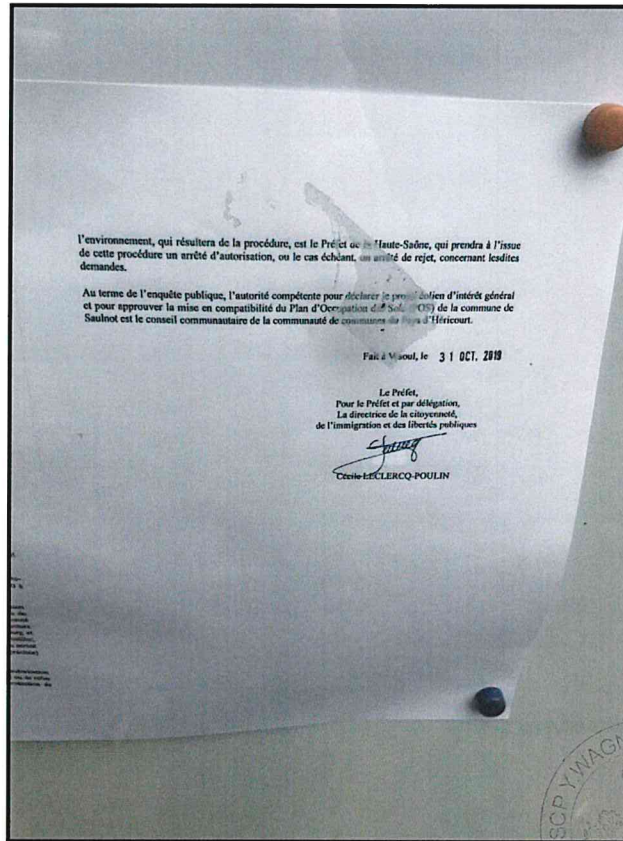 l'environnement, qui résultera de la procédure, est le Préfet de la Haute-Saône, qui prendra à l'issue
de cette procédure un arrêté d'autorisation, ou le cas échéant, un arrêté de rejet, concernant lesdites
demandes.
Au terme de l'enquête publique, l'autorité compétente pour déclarer le projet éolien d'intérêt général
et pour approuver la mise en compatibilité du Plan d'Occupation des Sols (POS) de la commune de
Saulnot est le conseil communautaire de la communauté de communes du Pays d'Héricourt.
Fait à Vesoul, le 31 OCT. 2019
Le Préfet,
Pour le Préfet et par délégation,
La directrice de la citoyenneté,
de l'immigration et des libertés publiques
Cécile LECLERCQ-POULIN
SCP Y.WAGN